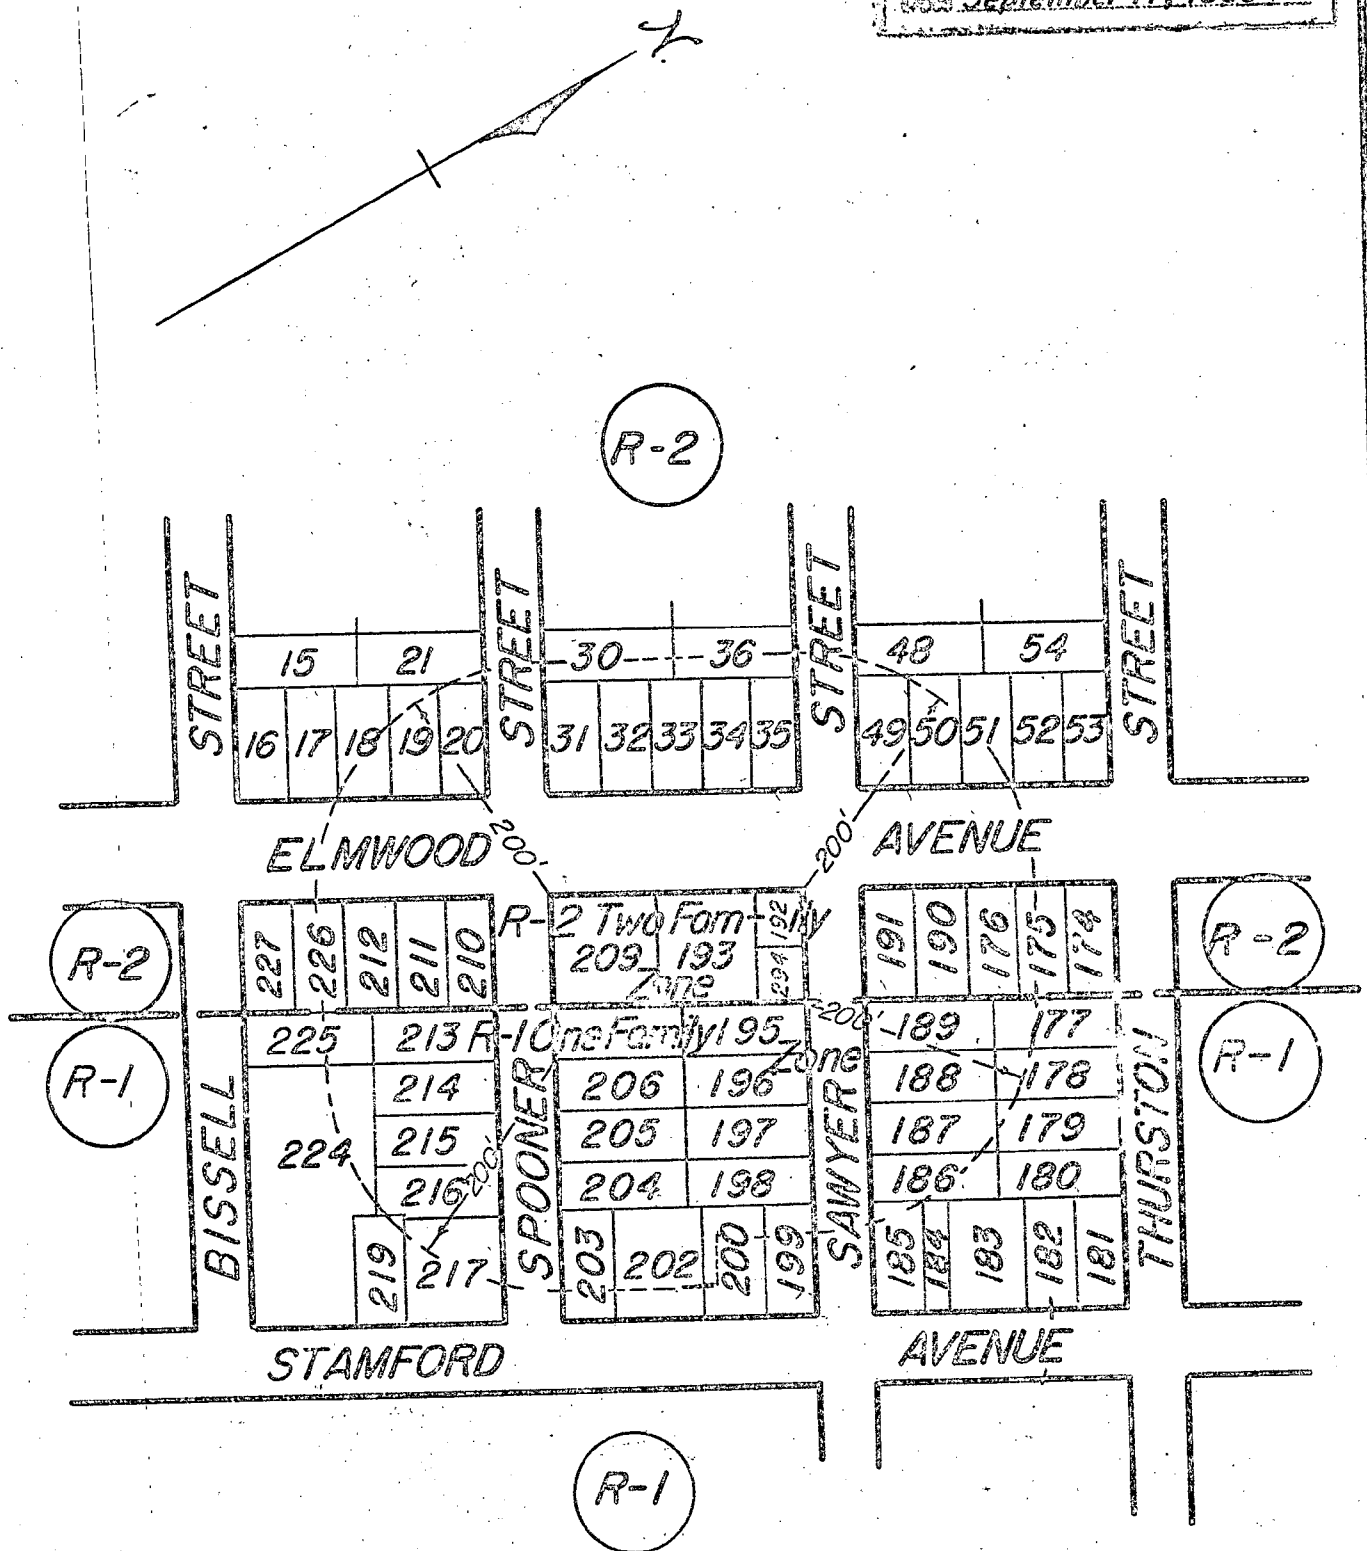 September 17,
N
R-2
STREET
STREET
STREET
STREET
15 21 30 36 48 54
16 17 18 19 20 31 32 33 34 35 49 50 51 52 53
200' 200'
ELMWOOD AVENUE
R-2 227 226 212 211 210 R-2 Two Family 192 191 190 176 175 174 R-2
209 193 294
Zone
225 213 R-1 One Family 195 200' 189 177
Zone
R-1 214 206 196 188 178 R-1
224 215 205 197 187 179
216 200' 204 198 186 180
BISSELL SPOONER SAWYER THURSTON
219 217 203 202 200 199 185 184 183 182 181
STAMFORD AVENUE
R-1